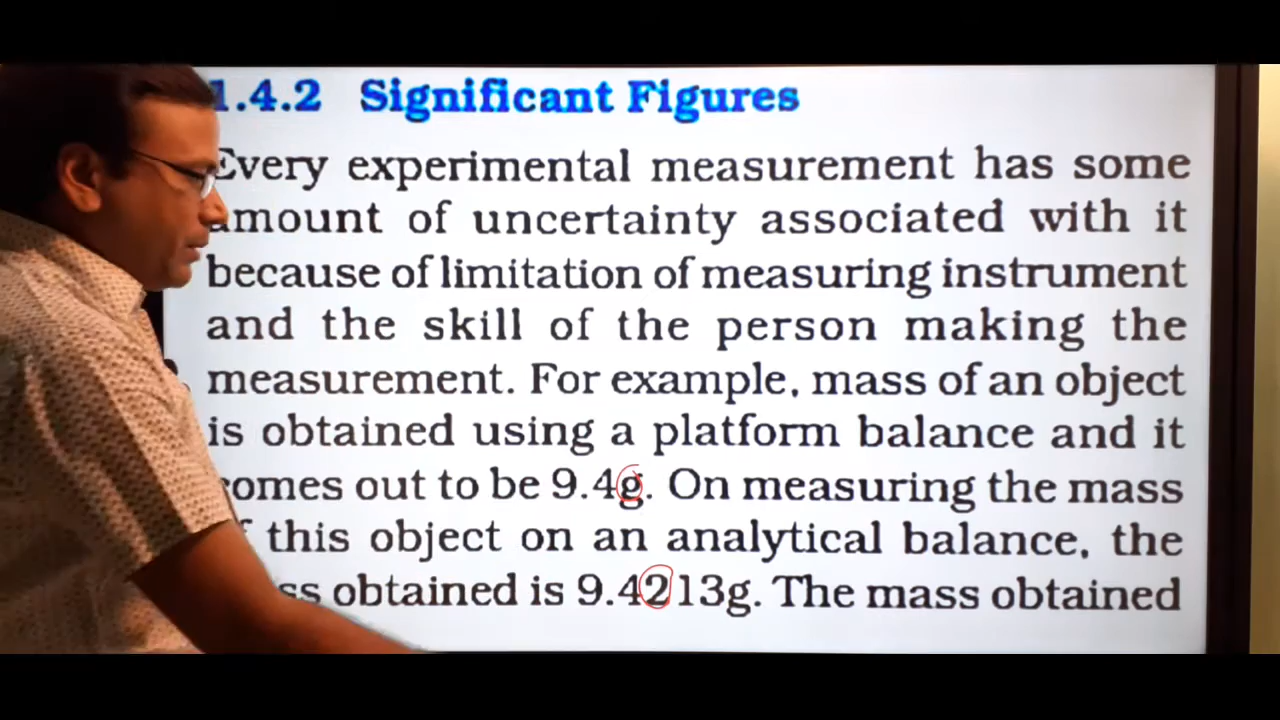 1.4.2 Significant Figures
Every experimental measurement has some
amount of uncertainty associated with it
because of limitation of measuring instrument
and the skill of the person making the
measurement. For example, mass of an object
is obtained using a platform balance and it
comes out to be 9.4g. On measuring the mass
this object on an analytical balance, the
obtained is 9.4213g. The mass obtained